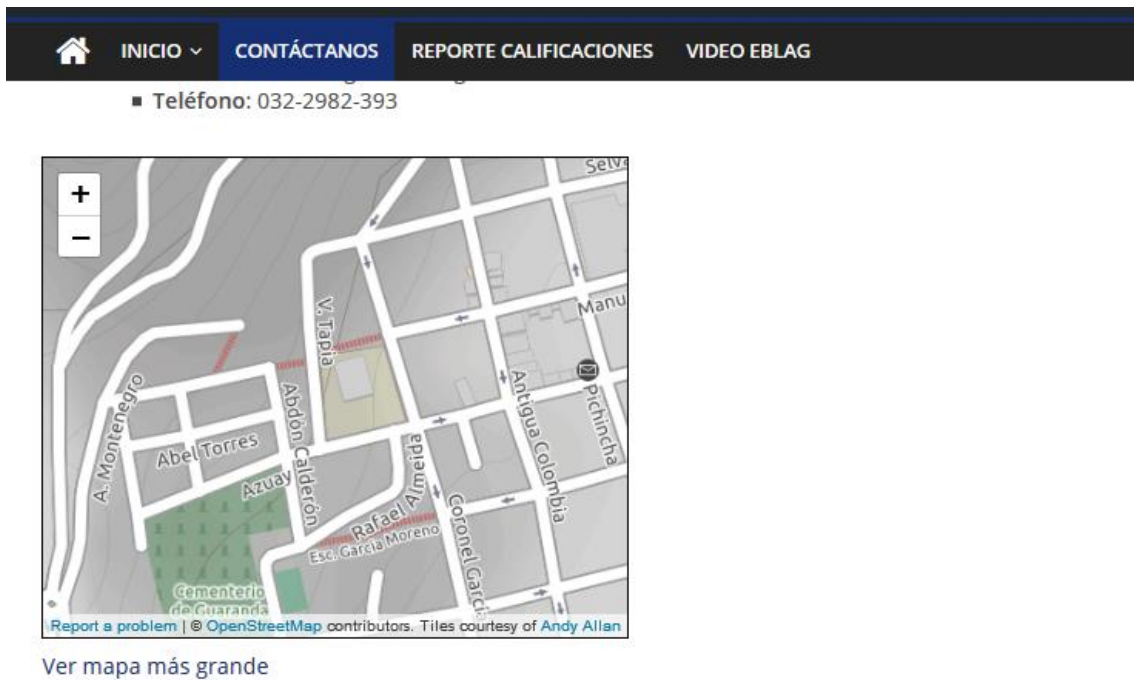 INICIO CONTÁCTANOS REPORTE CALIFICACIONES VIDEO EBLAG
▪ Teléfono: 032-2982-393
+
−
Selva
V. Tapia
Manu
A. Montenegro
Abdón Calderón
Antigua Colombia
Pichincha
Abel Torres
Azuay
Rafael Almeida
Coronel García
Esc. García Moreno
Cementerio
de Guaranda
Report a problem | © OpenStreetMap contributors. Tiles courtesy of Andy Allan
Ver mapa más grande